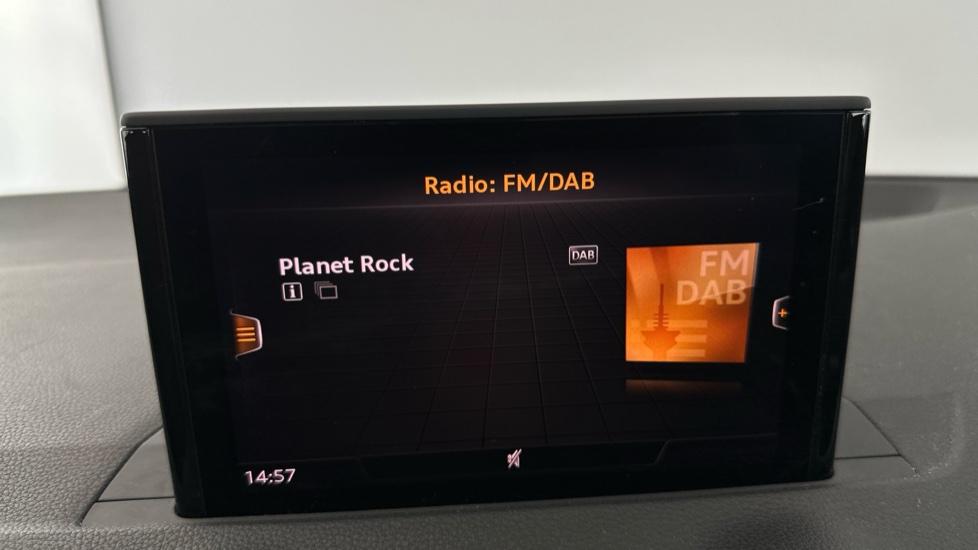 Radio: FM/DAB
Planet Rock
DAB
i
FM
DAB
14:57